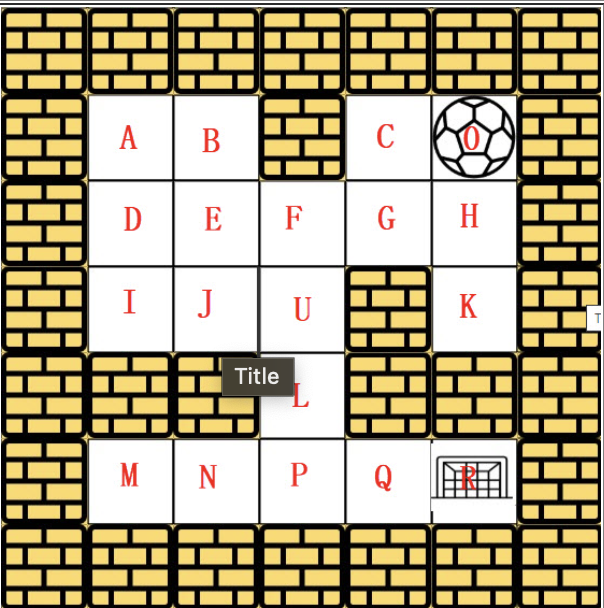 A B C O
D E F G H
I J U K
T
Title
L
M N P Q R